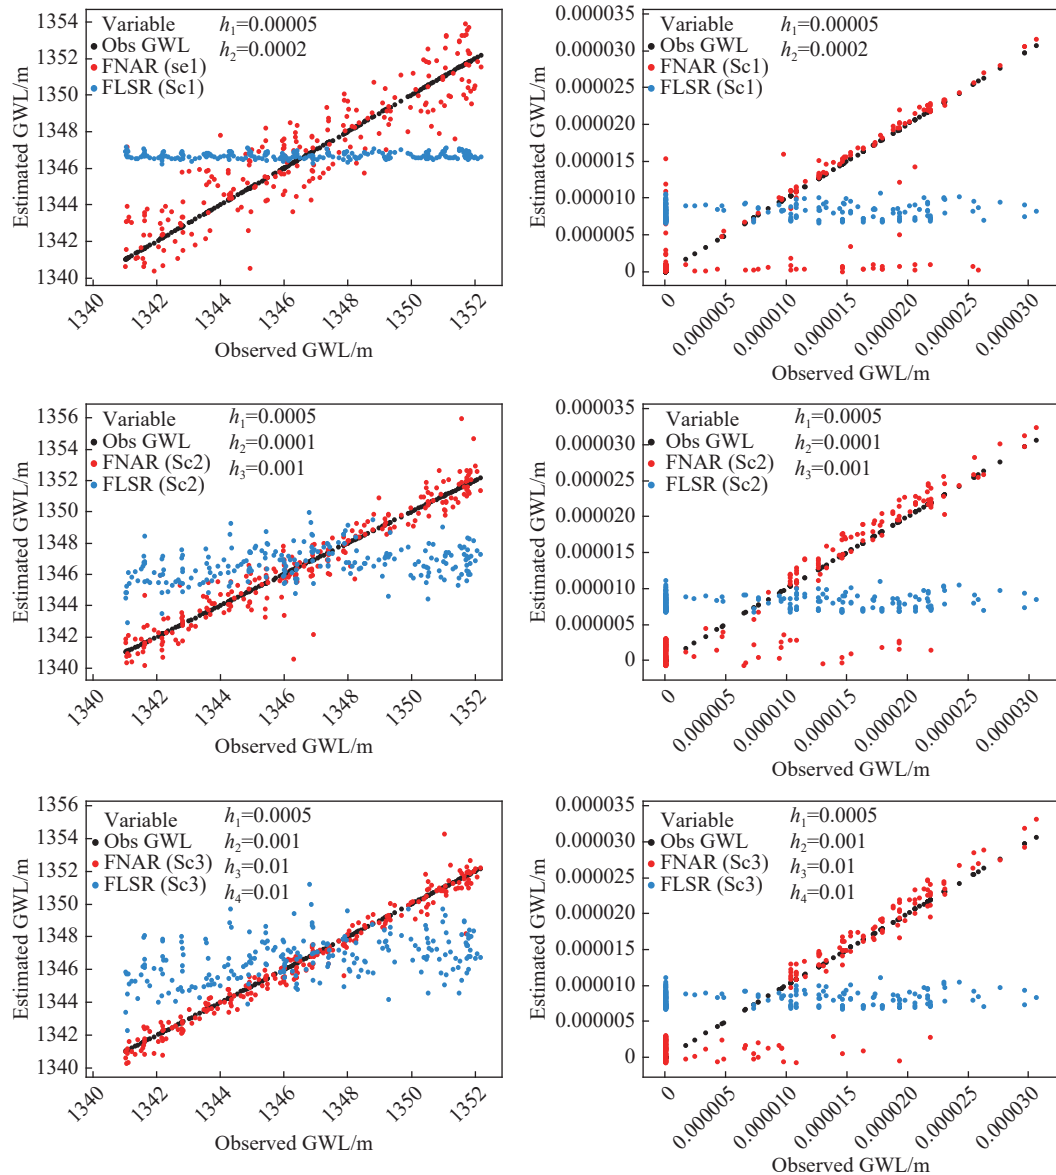 1354
1352
1350
1348
1346
1344
1342
1340
Estimated GWL/m
Variable
Obs GWL
FNAR (se1)
FLSR (Sc1)
h₁=0.00005
h₂=0.0002
1340
1342
1344
1346
1348
1350
1352
Observed GWL/m
0.000035
0.000030
0.000025
0.000020
0.000015
0.000010
0.000005
0
Estimated GWL/m
Variable
Obs GWL
FNAR (Sc1)
FLSR (Sc1)
h₁=0.00005
h₂=0.0002
0
0.000005
0.000010
0.000015
0.000020
0.000025
0.000030
Observed GWL/m
1356
1354
1352
1350
1348
1346
1344
1342
1340
Estimated GWL/m
Variable
Obs GWL
FNAR (Sc2)
FLSR (Sc2)
h₁=0.0005
h₂=0.0001
h₃=0.001
1340
1342
1344
1346
1348
1350
1352
Observed GWL/m
0.000035
0.000030
0.000025
0.000020
0.000015
0.000010
0.000005
0
Estimated GWL/m
Variable
Obs GWL
FNAR (Sc2)
FLSR (Sc2)
h₁=0.0005
h₂=0.0001
h₃=0.001
0
0.000005
0.000010
0.000015
0.000020
0.000025
0.000030
Observed GWL/m
1356
1354
1352
1350
1348
1346
1344
1342
1340
Estimated GWL/m
Variable
Obs GWL
FNAR (Sc3)
FLSR (Sc3)
h₁=0.0005
h₂=0.001
h₃=0.01
h₄=0.01
1340
1342
1344
1346
1348
1350
1352
Observed GWL/m
0.000035
0.000030
0.000025
0.000020
0.000015
0.000010
0.000005
0
Estimated GWL/m
Variable
Obs GWL
FNAR (Sc3)
FLSR (Sc3)
h₁=0.0005
h₂=0.001
h₃=0.01
h₄=0.01
0
0.000005
0.000010
0.000015
0.000020
0.000025
0.000030
Observed GWL/m